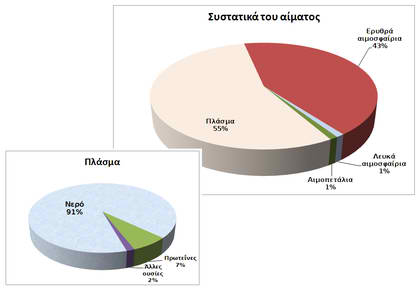 Συστατικά του αίματος
Ερυθρά
αιμοσφαίρια
43%
Πλάσμα
55%
Λευκά
αιμοσφαίρια
1%
Αιμοπετάλια
1%
Πλάσμα
Νερό
91%
Πρωτεΐνες
7%
Άλλες
ουσίες
2%